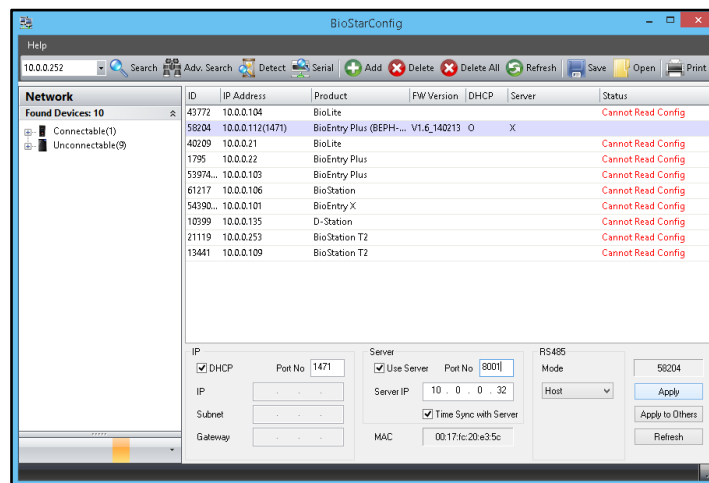 BioStarConfig
Help
10.0.0.252 Search Adv. Search Detect Serial Add Delete Delete All Refresh Save Open Print
Network
Found Devices: 10
Connectable(1)
Unconnectable(9)
ID IP Address Product FW Version DHCP Server Status
43772 10.0.0.104 BioLite Cannot Read Config
58204 10.0.0.112(1471) BioEntry Plus (BEPH-... V1.6_140213 O X
40209 10.0.0.21 BioLite Cannot Read Config
1795 10.0.0.22 BioEntry Plus Cannot Read Config
53974... 10.0.0.103 BioEntry Plus Cannot Read Config
61217 10.0.0.106 BioStation Cannot Read Config
54390... 10.0.0.101 BioEntry X Cannot Read Config
10399 10.0.0.135 D-Station Cannot Read Config
21119 10.0.0.253 BioStation T2 Cannot Read Config
13441 10.0.0.109 BioStation T2 Cannot Read Config
IP Server RS485
DHCP Port No 1471 Use Server Port No 8001 Mode 58204
IP . . . Server IP 10 . 0 . 0 . 32 Host Apply
Subnet . . . Time Sync with Server Apply to Others
Gateway . . . MAC 00:17:fc:20:e3:5c Refresh